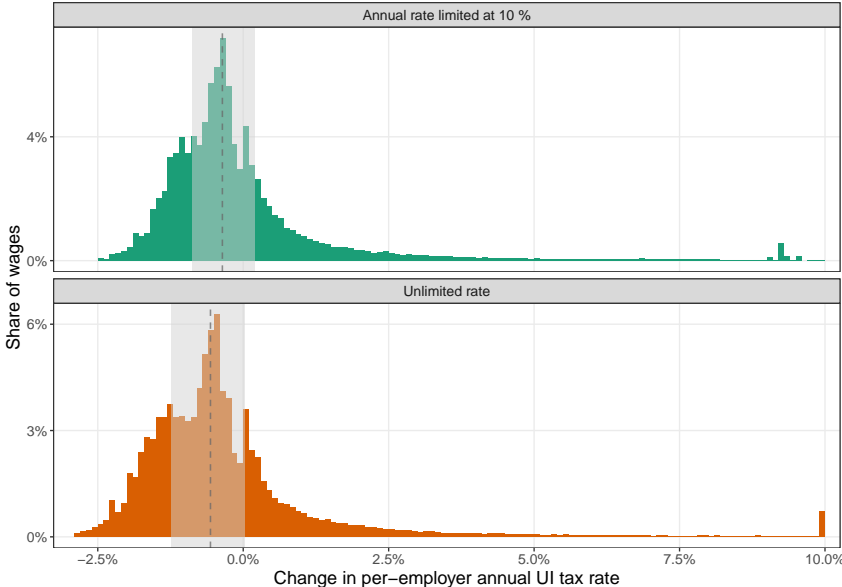 Annual rate limited at 10 %
4%
0%
Share of wages
Unlimited rate
6%
3%
0%
−2.5%
0.0%
2.5%
5.0%
7.5%
10.0%
Change in per−employer annual UI tax rate